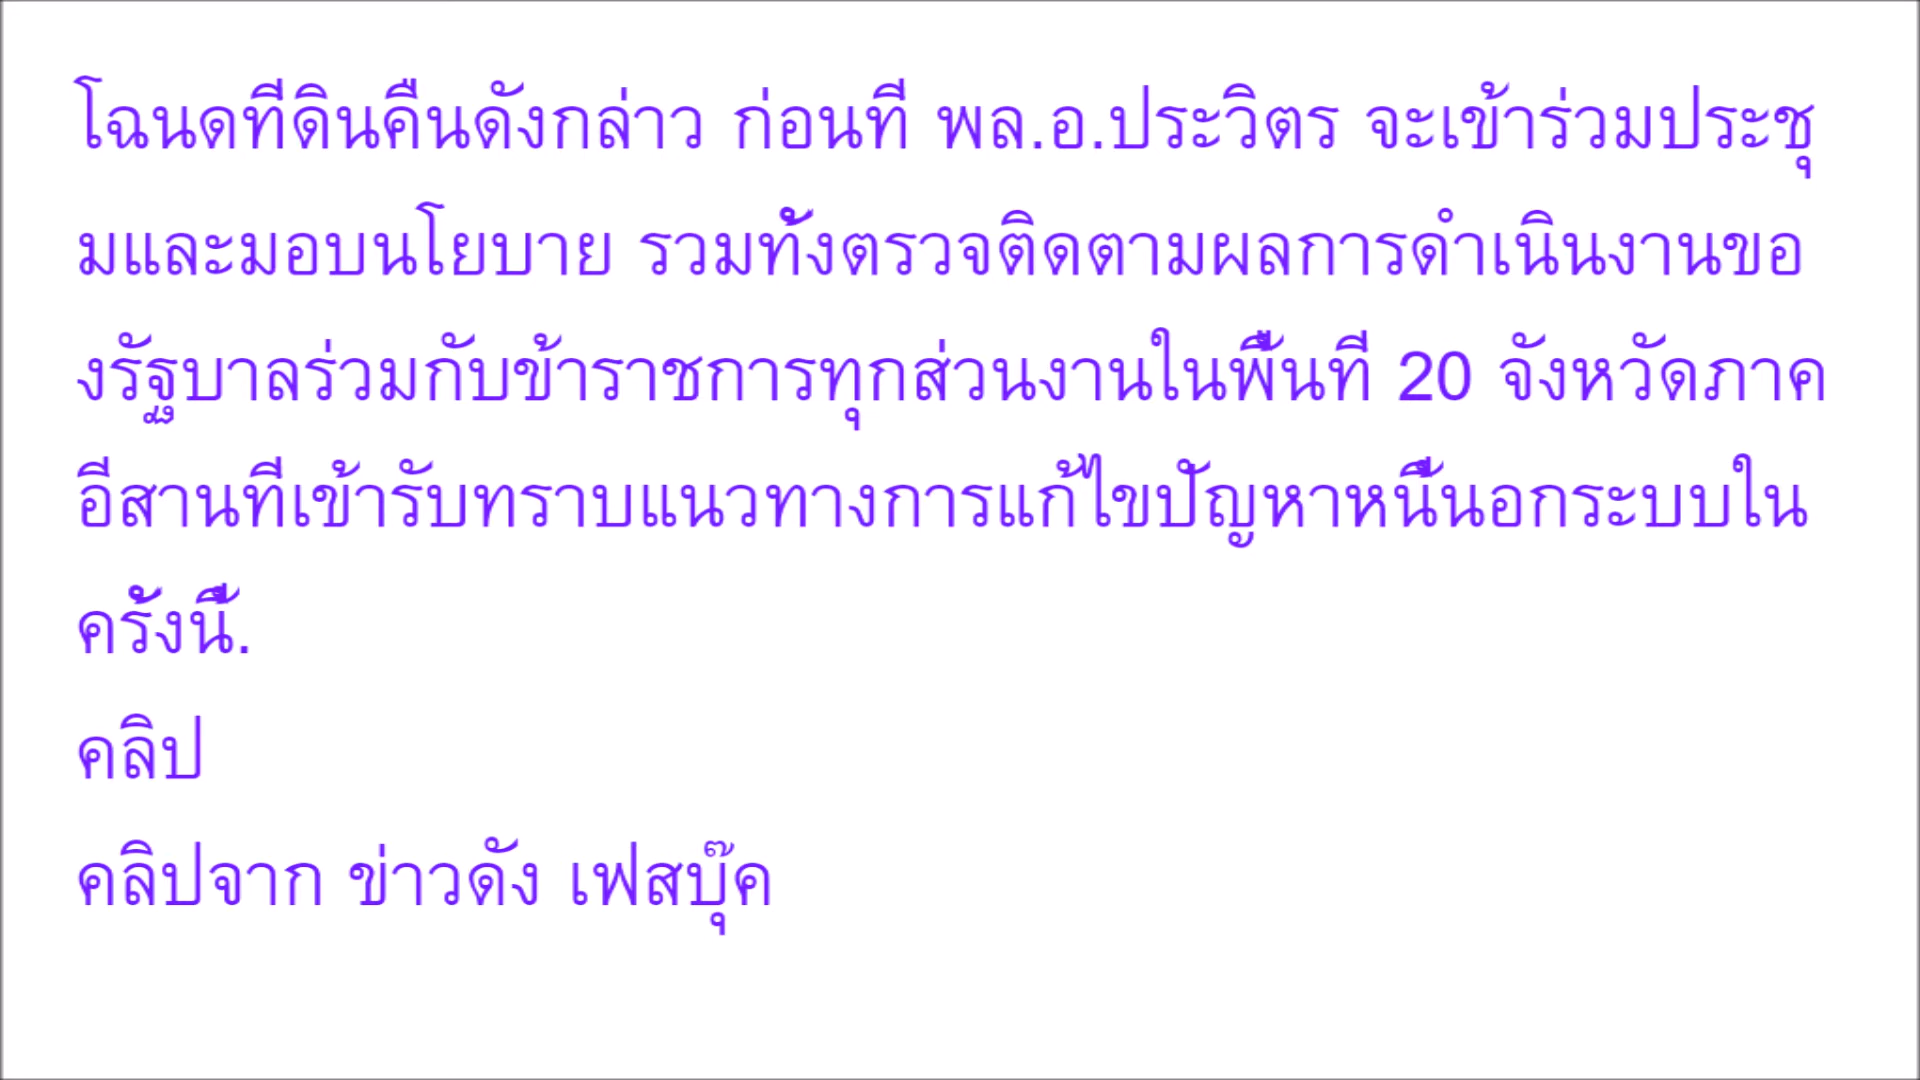 โฉนดที่ดินคืนดังกล่าว ก่อนที่ พล.อ.ประวิตร จะเข้าร่วมประชุ
มและมอบนโยบาย รวมทั้งตรวจติดตามผลการดำเนินงานขอ
งรัฐบาลร่วมกับข้าราชการทุกส่วนงานในพื้นที่ 20 จังหวัดภาค
อีสานที่เข้ารับทราบแนวทางการแก้ไขปัญหาหนี้นอกระบบใน
ครั้งนี้.
คลิป
คลิปจาก ข่าวดัง เฟสบุ๊ค